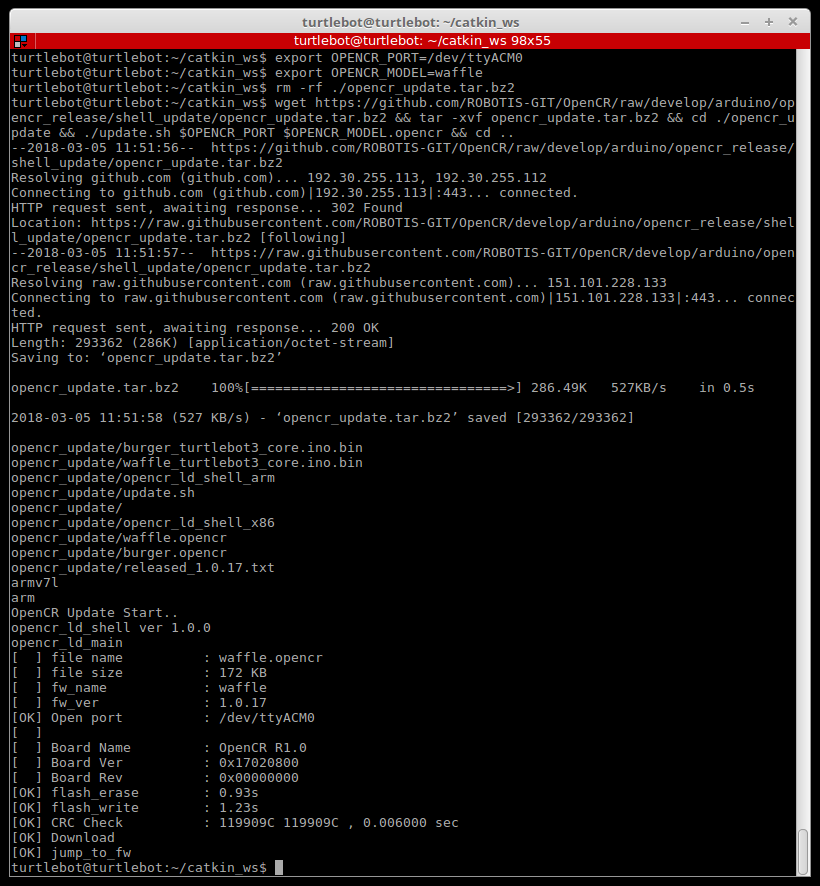 turtlebot@turtlebot: ~/catkin_ws
turtlebot@turtlebot: ~/catkin_ws 98x55
turtlebot@turtlebot:~/catkin_ws$ export OPENCR_PORT=/dev/ttyACM0
turtlebot@turtlebot:~/catkin_ws$ export OPENCR_MODEL=waffle
turtlebot@turtlebot:~/catkin_ws$ rm -rf ./opencr_update.tar.bz2
turtlebot@turtlebot:~/catkin_ws$ wget https://github.com/ROBOTIS-GIT/OpenCR/raw/develop/arduino/op
encr_release/shell_update/opencr_update.tar.bz2 && tar -xvf opencr_update.tar.bz2 && cd ./opencr_u
pdate && ./update.sh $OPENCR_PORT $OPENCR_MODEL.opencr && cd ..
--2018-03-05 11:51:56--  https://github.com/ROBOTIS-GIT/OpenCR/raw/develop/arduino/opencr_release/
shell_update/opencr_update.tar.bz2
Resolving github.com (github.com)... 192.30.255.113, 192.30.255.112
Connecting to github.com (github.com)|192.30.255.113|:443... connected.
HTTP request sent, awaiting response... 302 Found
Location: https://raw.githubusercontent.com/ROBOTIS-GIT/OpenCR/develop/arduino/opencr_release/shel
l_update/opencr_update.tar.bz2 [following]
--2018-03-05 11:51:57--  https://raw.githubusercontent.com/ROBOTIS-GIT/OpenCR/develop/arduino/open
cr_release/shell_update/opencr_update.tar.bz2
Resolving raw.githubusercontent.com (raw.githubusercontent.com)... 151.101.228.133
Connecting to raw.githubusercontent.com (raw.githubusercontent.com)|151.101.228.133|:443... connec
ted.
HTTP request sent, awaiting response... 200 OK
Length: 293362 (286K) [application/octet-stream]
Saving to: ‘opencr_update.tar.bz2’
opencr_update.tar.bz2    100%[================================>] 286.49K   527KB/s    in 0.5s
2018-03-05 11:51:58 (527 KB/s) - ‘opencr_update.tar.bz2’ saved [293362/293362]
opencr_update/burger_turtlebot3_core.ino.bin
opencr_update/waffle_turtlebot3_core.ino.bin
opencr_update/opencr_ld_shell_arm
opencr_update/update.sh
opencr_update/
opencr_update/opencr_ld_shell_x86
opencr_update/waffle.opencr
opencr_update/burger.opencr
opencr_update/released_1.0.17.txt
armv7l
arm
OpenCR Update Start..
opencr_ld_shell ver 1.0.0
opencr_ld_main
[  ] file name          : waffle.opencr
[  ] file size          : 172 KB
[  ] fw_name            : waffle
[  ] fw_ver             : 1.0.17
[OK] Open port          : /dev/ttyACM0
[  ]
[  ] Board Name         : OpenCR R1.0
[  ] Board Ver          : 0x17020800
[  ] Board Rev          : 0x00000000
[OK] flash_erase        : 0.93s
[OK] flash_write        : 1.23s
[OK] CRC Check          : 119909C 119909C , 0.006000 sec
[OK] Download
[OK] jump_to_fw
turtlebot@turtlebot:~/catkin_ws$